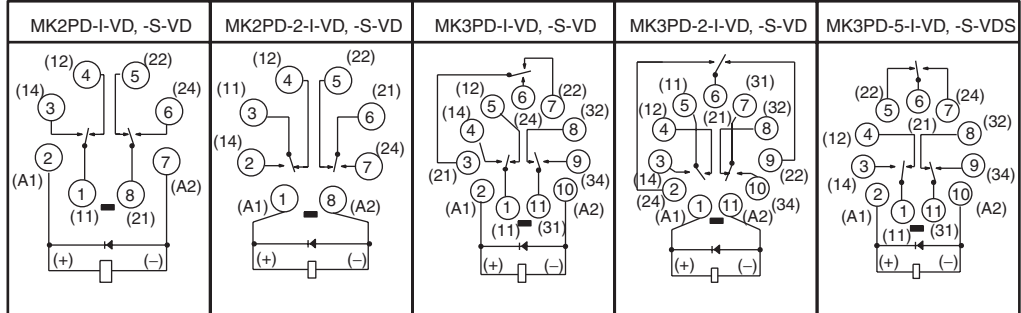 MK2PD-I-VD, -S-VD
(12) (22)
4 5
(14) (24)
3 6
2 7
(A1) 1 8 (A2)
(11) (21)
(+) (–)
MK2PD-2-I-VD, -S-VD
(12) (22)
4 5
(11) (21)
3 6
(14) (24)
2 7
(A1) 1 8 (A2)
(+) (–)
MK3PD-I-VD, -S-VD
6
(12) 5 7 (22)
(14) (24) (32)
4 8
3 9
(21) (34)
2 10
(A1) 1 11 (A2)
(11) (31)
(+) (–)
MK3PD-2-I-VD, -S-VD
(11) 6 (31)
5 7
(12) (21) (32)
4 8
3 9
(14) (22)
2 10
(24) (34)
1 11
(A1) (A2)
(+) (–)
MK3PD-5-I-VD, -S-VDS
(22) 6 (24)
5 7
(12) (21) (32)
4 8
3 9
(14) (34)
2 10
(A1) 1 11 (A2)
(11) (31)
(+) (–)